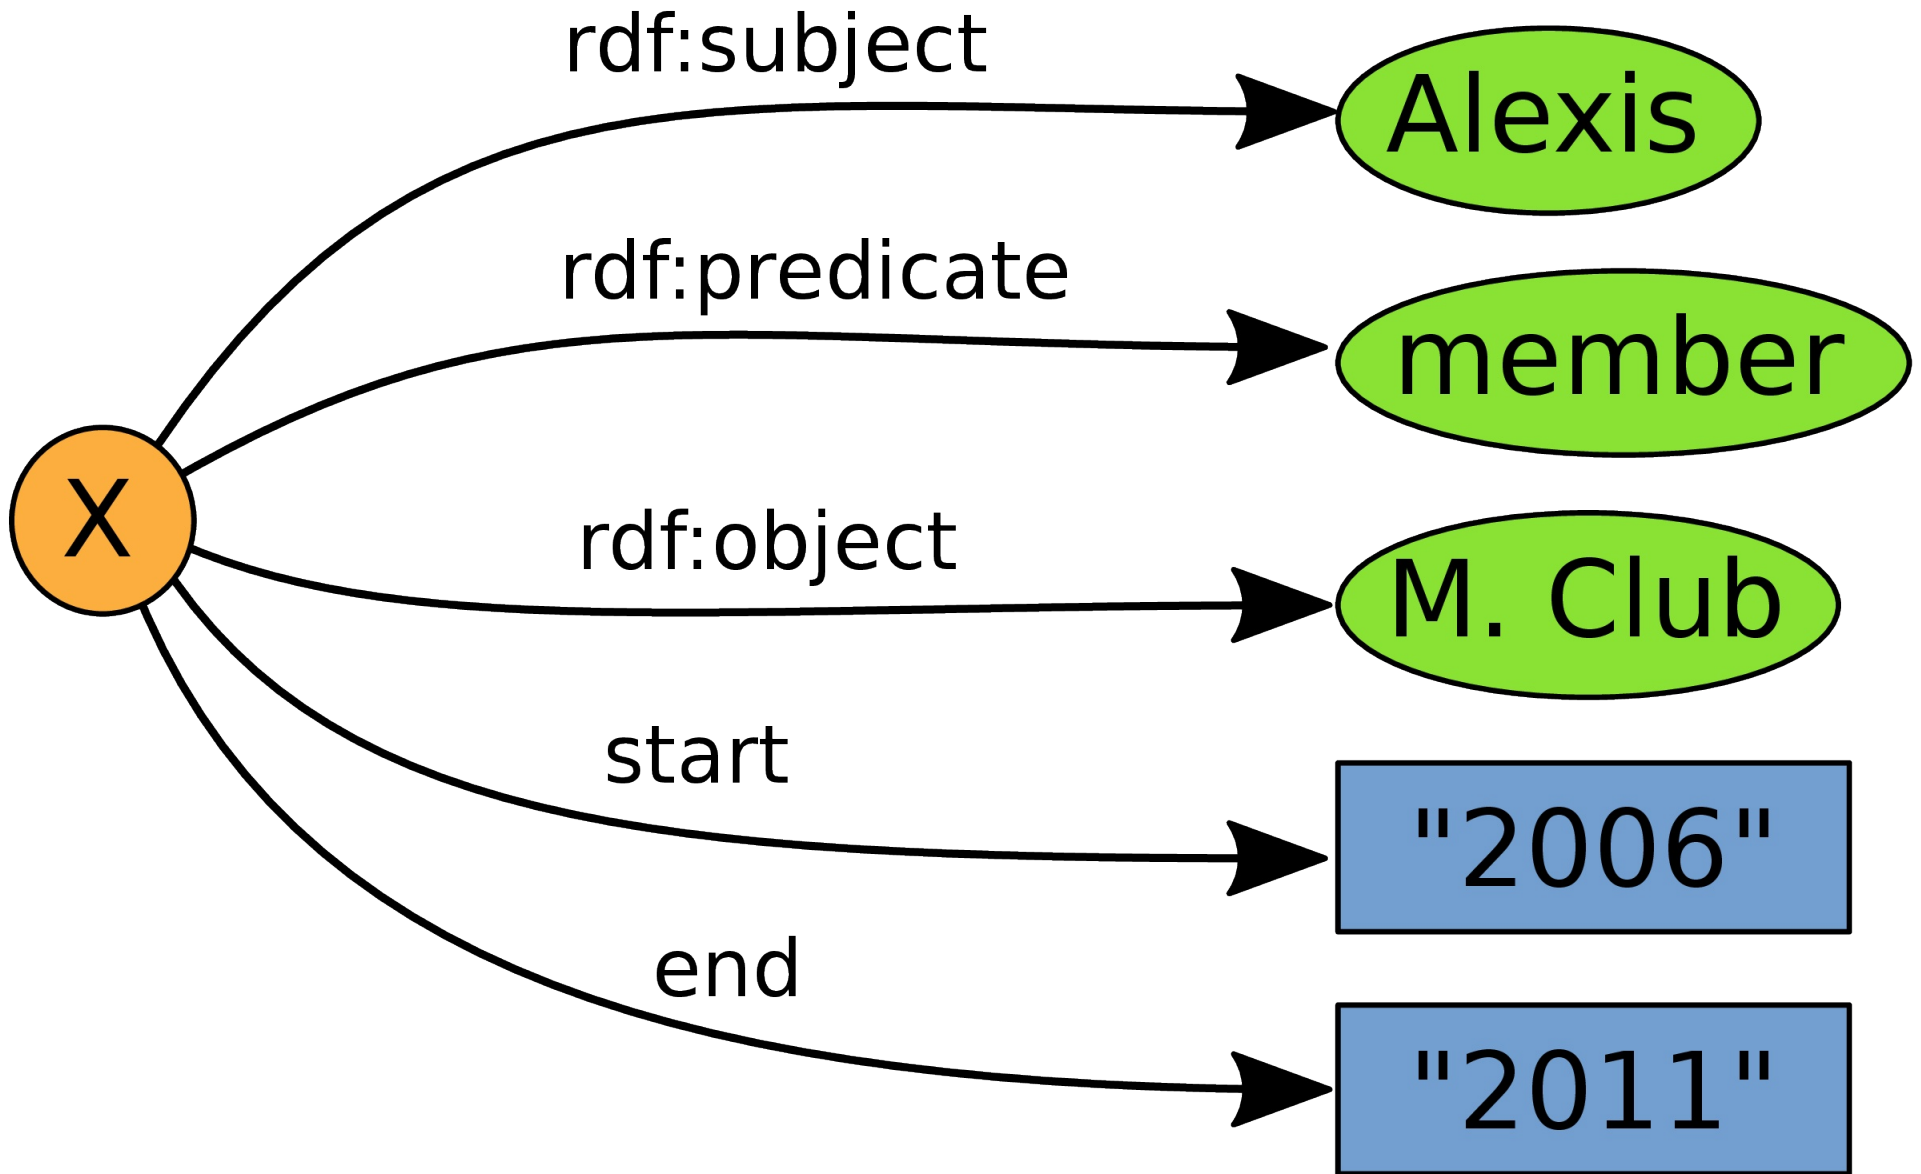 rdf:subject
Alexis
rdf:predicate
member
X
rdf:object
M. Club
start
"2006"
end
"2011"